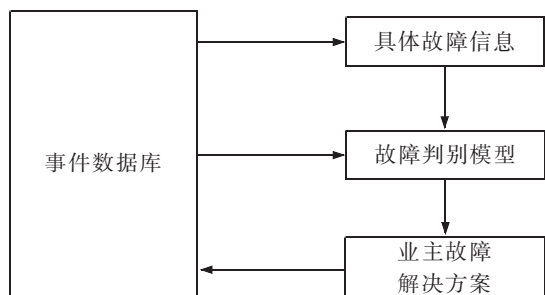 具体故障信息
事件数据库
故障判别模型
业主故障
解决方案